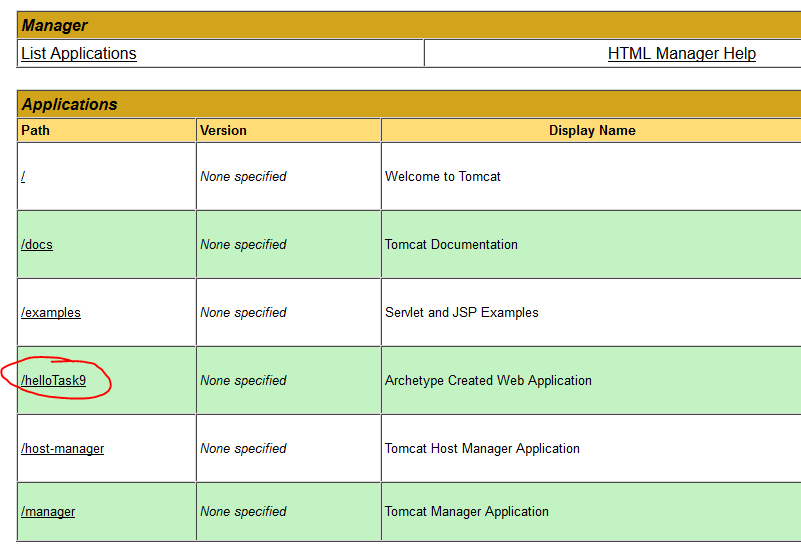 Manager
List Applications HTML Manager Help
Applications
Path Version Display Name
/ None specified Welcome to Tomcat
/docs None specified Tomcat Documentation
/examples None specified Servlet and JSP Examples
/helloTask9 None specified Archetype Created Web Application
/host-manager None specified Tomcat Host Manager Application
/manager None specified Tomcat Manager Application